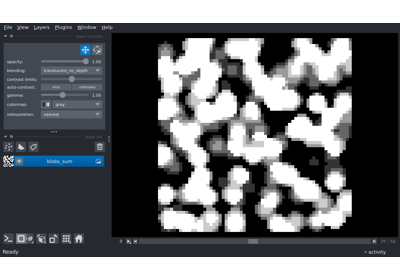 File View Layers Plugins Window Help
opacity: 1.00
blending: translucent_no_depth
contrast limits:
auto-contrast: once continuous
gamma: 1.00
colormap: gray
interpolation: nearest
blobs_sum
Ready
activity